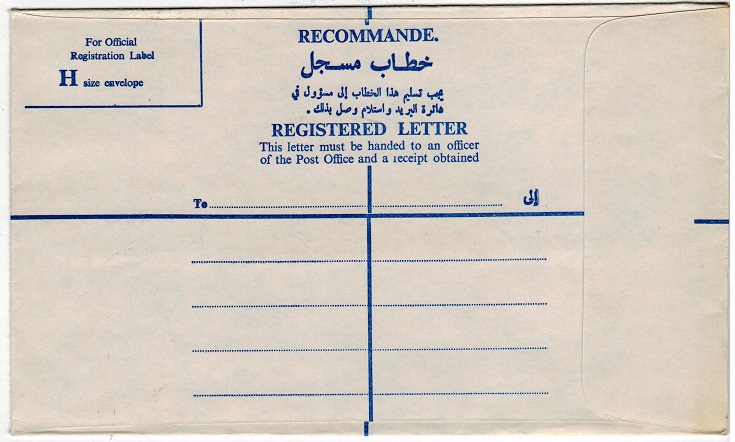 For Official
Registration Label
H size envelope
RECOMMANDE.
خطاب مسجل
يجب تسليم هذا الخطاب إلى مسؤول في
دائرة البريد واستلام وصل بذلك .
REGISTERED LETTER
This letter must be handed to an officer
of the Post Office and a receipt obtained
To إلى